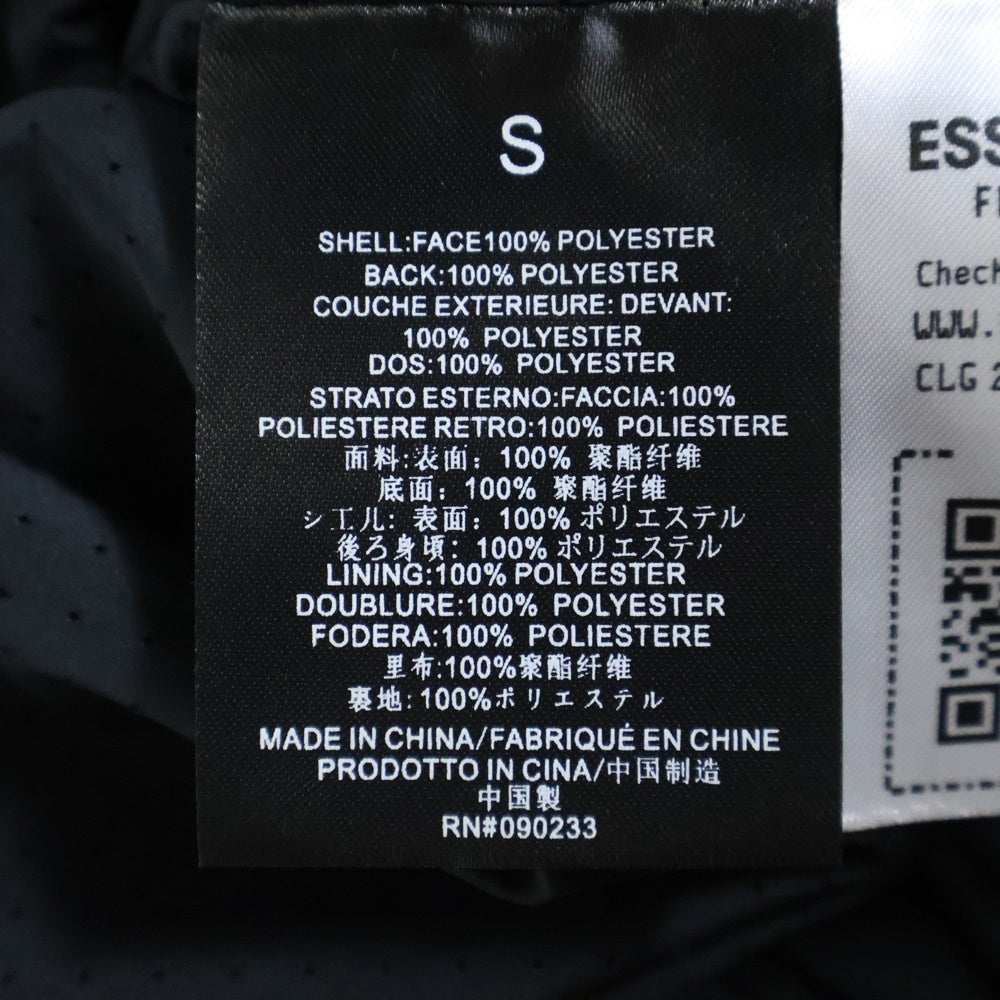 S
SHELL:FACE100% POLYESTER
BACK:100% POLYESTER
COUCHE EXTERIEURE: DEVANT:
100% POLYESTER
DOS:100% POLYESTER
STRATO ESTERNO:FACCIA:100%
POLIESTERE RETRO:100% POLIESTERE
面料:表面：100% 聚酯纤维
底面：100% 聚酯纤维
シエル: 表面：100% ポリエステル
後ろ身頃：100% ポリエステル
LINING:100% POLYESTER
DOUBLURE:100% POLYESTER
FODERA:100% POLIESTERE
里布:100%聚酯纤维
裏地:100%ポリエステル
MADE IN CHINA/FABRIQUÉ EN CHINE
PRODOTTO IN CINA/中国制造
中国製
RN#090233
ESS
Chech
WWW.
CLG 2